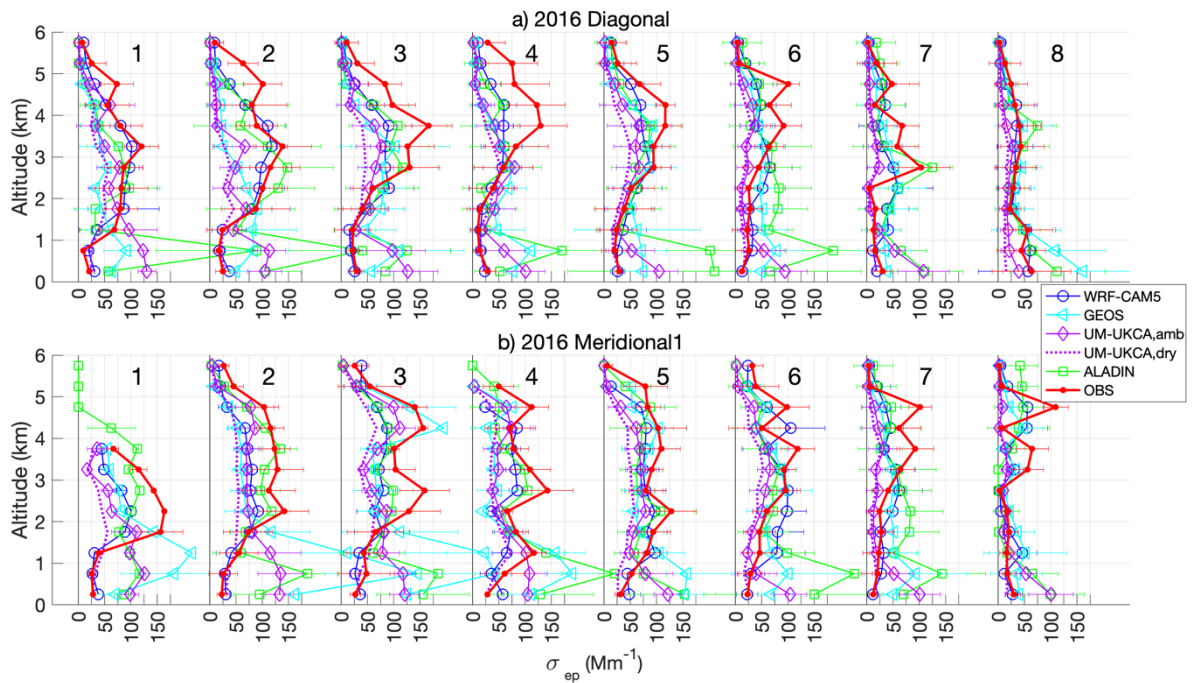 a) 2016 Diagonal
6
5
4
3
2
1
0
Altitude (km)
1 2 3 4 5 6 7 8
0 50 100 150 0 50 100 150 0 50 100 150 0 50 100 150 0 50 100 150 0 50 100 150 0 50 100 150 0 50 100 150
WRF-CAM5
GEOS
UM-UKCA,amb
UM-UKCA,dry
ALADIN
OBS
b) 2016 Meridional1
6
5
4
3
2
1
0
Altitude (km)
1 2 3 4 5 6 7
0 50 100 150 0 50 100 150 0 50 100 150 0 50 100 150 0 50 100 150 0 50 100 150 0 50 100 150 0 50 100 150
σep (Mm-1)